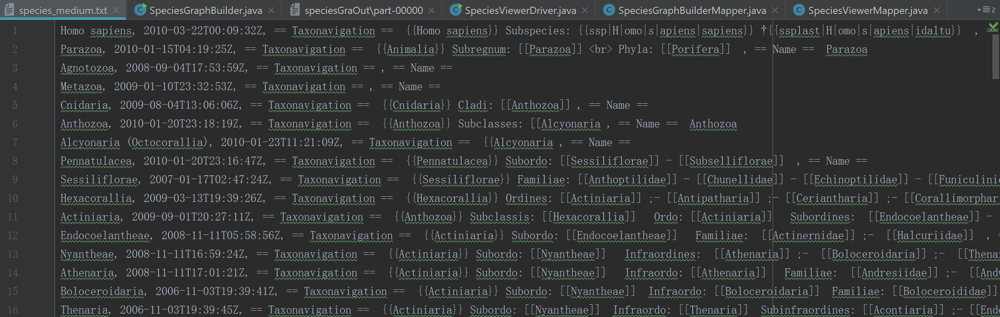 species_medium.txt SpeciesGraphBuilder.java speciesGraOut\part-00000 SpeciesViewerDriver.java SpeciesGraphBuilderMapper.java SpeciesViewerMapper.java 2
1 Homo sapiens, 2010-03-22T00:09:32Z, == Taxonavigation == {{Homo sapiens}} Subspecies: {{ssp|H|omo|s|apiens|sapiens}} †{{ssplast|H|omo|s|apiens|idaltu}} , ==
2 Parazoa, 2010-01-15T04:19:25Z, == Taxonavigation == {{Animalia}} Subregnum: [[Parazoa]] <br> Phyla: [[Porifera]] , == Name == Parazoa
3 Agnotozoa, 2008-09-04T17:53:59Z, == Taxonavigation == , == Name ==
4 Metazoa, 2009-01-10T23:32:53Z, == Taxonavigation == , == Name ==
5 Cnidaria, 2009-08-04T13:06:06Z, == Taxonavigation == {{Cnidaria}} Cladi: [[Anthozoa]] , == Name ==
6 Anthozoa, 2010-01-20T23:18:19Z, == Taxonavigation == {{Anthozoa}} Subclasses: [[Alcyonaria , == Name == Anthozoa
7 Alcyonaria (Octocorallia), 2010-01-23T11:21:09Z, == Taxonavigation == {{Alcyonaria , == Name ==
8 Pennatulacea, 2010-01-20T23:16:47Z, == Taxonavigation == {{Pennatulacea}} Subordo: [[Sessiliflorae]] - [[Subselliflorae]] , == Name ==
9 Sessiliflorae, 2007-01-17T02:47:24Z, == Taxonavigation == {{Sessiliflorae}} Familiae: [[Anthoptilidae]] - [[Chunellidae]] - [[Echinoptilidae]] - [[Funiculini
10 Hexacorallia, 2009-03-13T19:39:26Z, == Taxonavigation == {{Hexacorallia}} Ordines: [[Actiniaria]] ;- [[Antipatharia]] ;- [[Ceriantharia]] ;- [[Corallimorphar
11 Actiniaria, 2009-09-01T20:27:11Z, == Taxonavigation == {{Anthozoa}} Subclassis: [[Hexacorallia]] Ordo: [[Actiniaria]] Subordines: [[Endocoelantheae]] -
12 Endocoelantheae, 2008-11-11T05:58:56Z, == Taxonavigation == {{Actiniaria}} Subordo: [[Endocoelantheae]] Familiae: [[Actinernidae]] ;- [[Halcuriidae]] , =
13 Nyantheae, 2008-11-11T16:59:24Z, == Taxonavigation == {{Actiniaria}} Subordo: [[Nyantheae]] Infraordines: [[Athenaria]] ;- [[Boloceroidaria]] ;- [[Thenar
14 Athenaria, 2008-11-11T17:01:21Z, == Taxonavigation == {{Actiniaria}} Subordo: [[Nyantheae]] Infraordo: [[Athenaria]] Familiae: [[Andresiidae]] ;- [[Andw
15 Boloceroidaria, 2006-11-03T19:39:41Z, == Taxonavigation == {{Actiniaria}} Subordo: [[Nyantheae]] Infraordo: [[Boloceroidaria]] Familiae: [[Boloceroididae]]
16 Thenaria, 2006-11-03T19:39:45Z, == Taxonavigation == {{Actiniaria}} Subordo: [[Nyantheae]] Infraordo: [[Thenaria]] Subinfraordines: [[Acontiaria]] ;- [[End